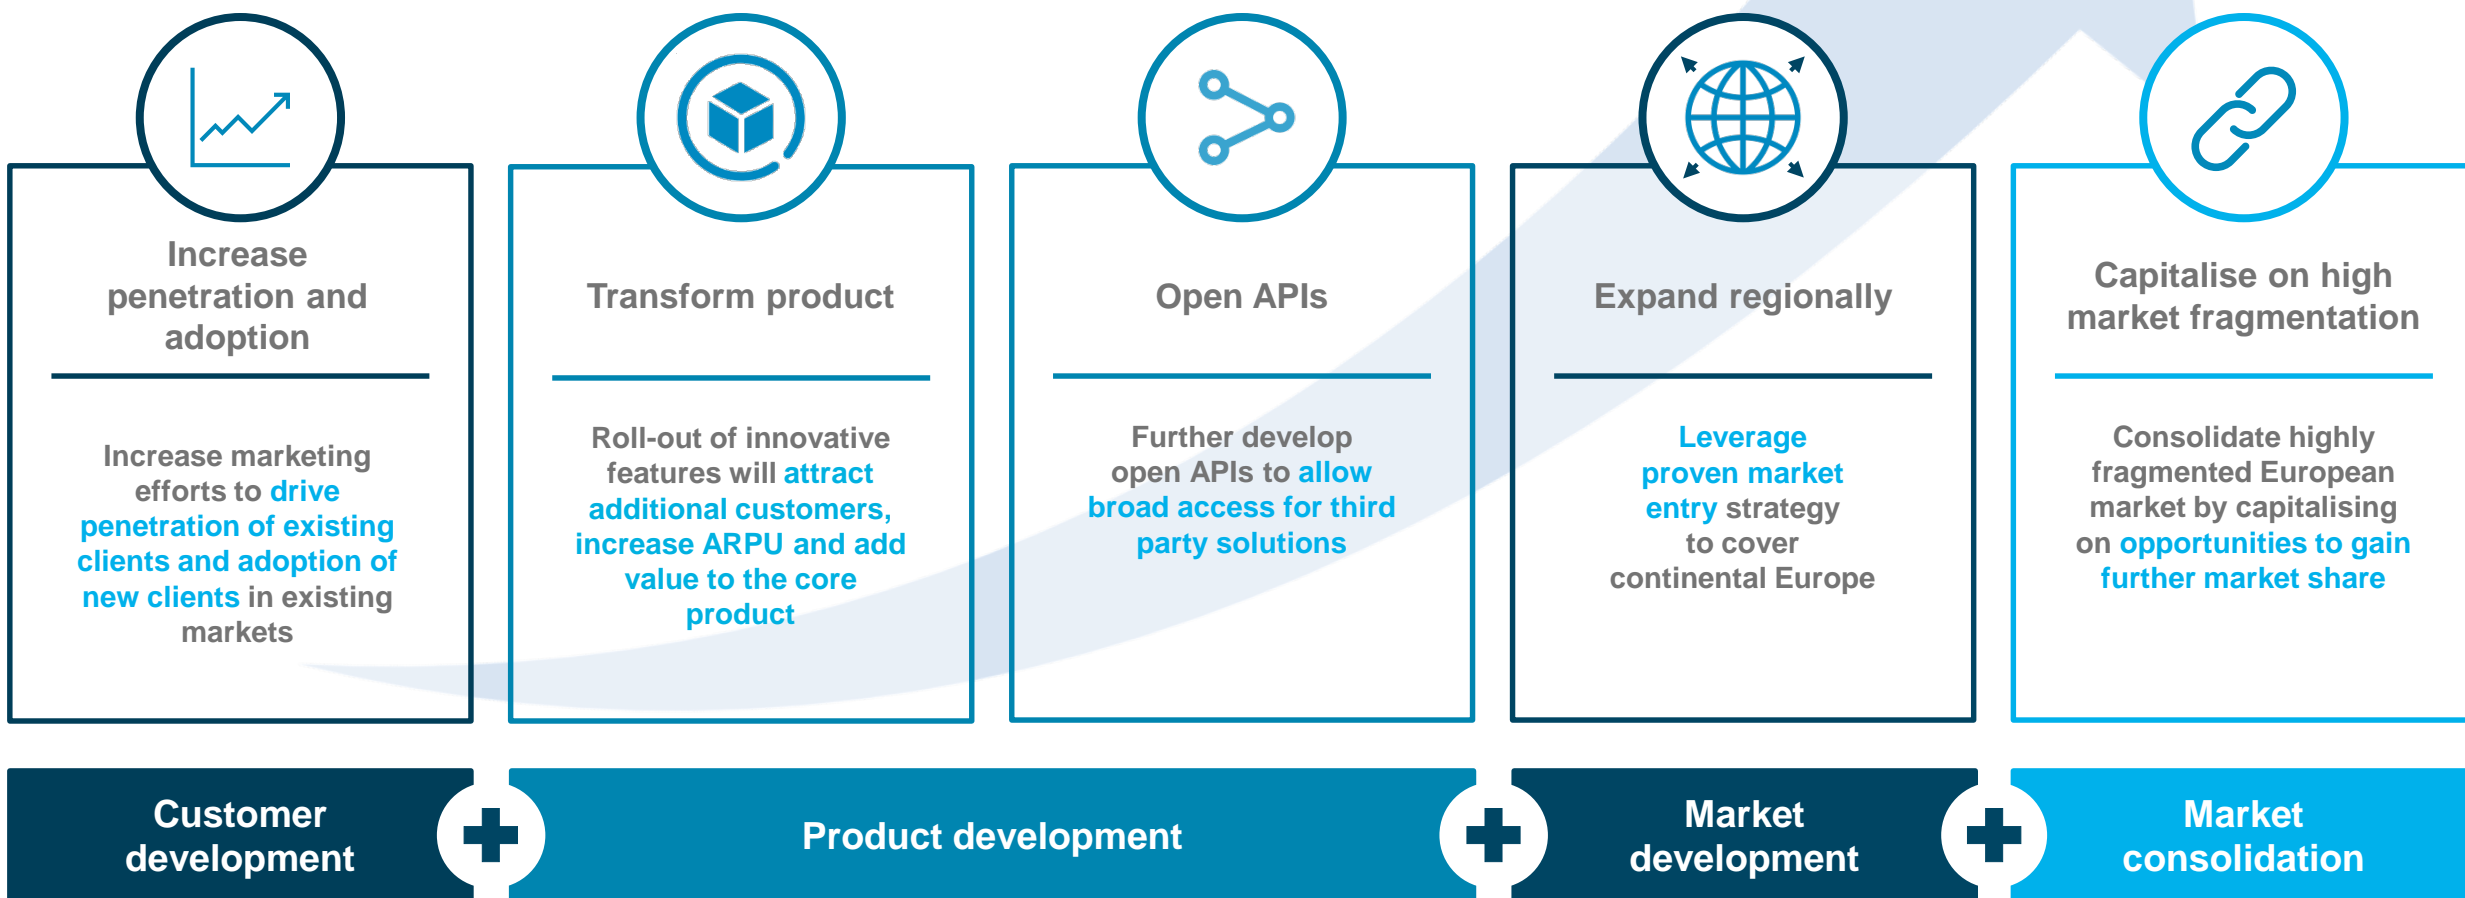 Increase
penetration and
adoption
Increase marketing
efforts to drive
penetration of existing
clients and adoption of
new clients in existing
markets
Transform product
Roll-out of innovative
features will attract
additional customers,
increase ARPU and add
value to the core
product
Open APIs
Further develop
open APIs to allow
broad access for third
party solutions
Expand regionally
Leverage
proven market
entry strategy
to cover
continental Europe
Capitalise on high
market fragmentation
Consolidate highly
fragmented European
market by capitalising
on opportunities to gain
further market share
Customer
development
Product development
Market
development
Market
consolidation